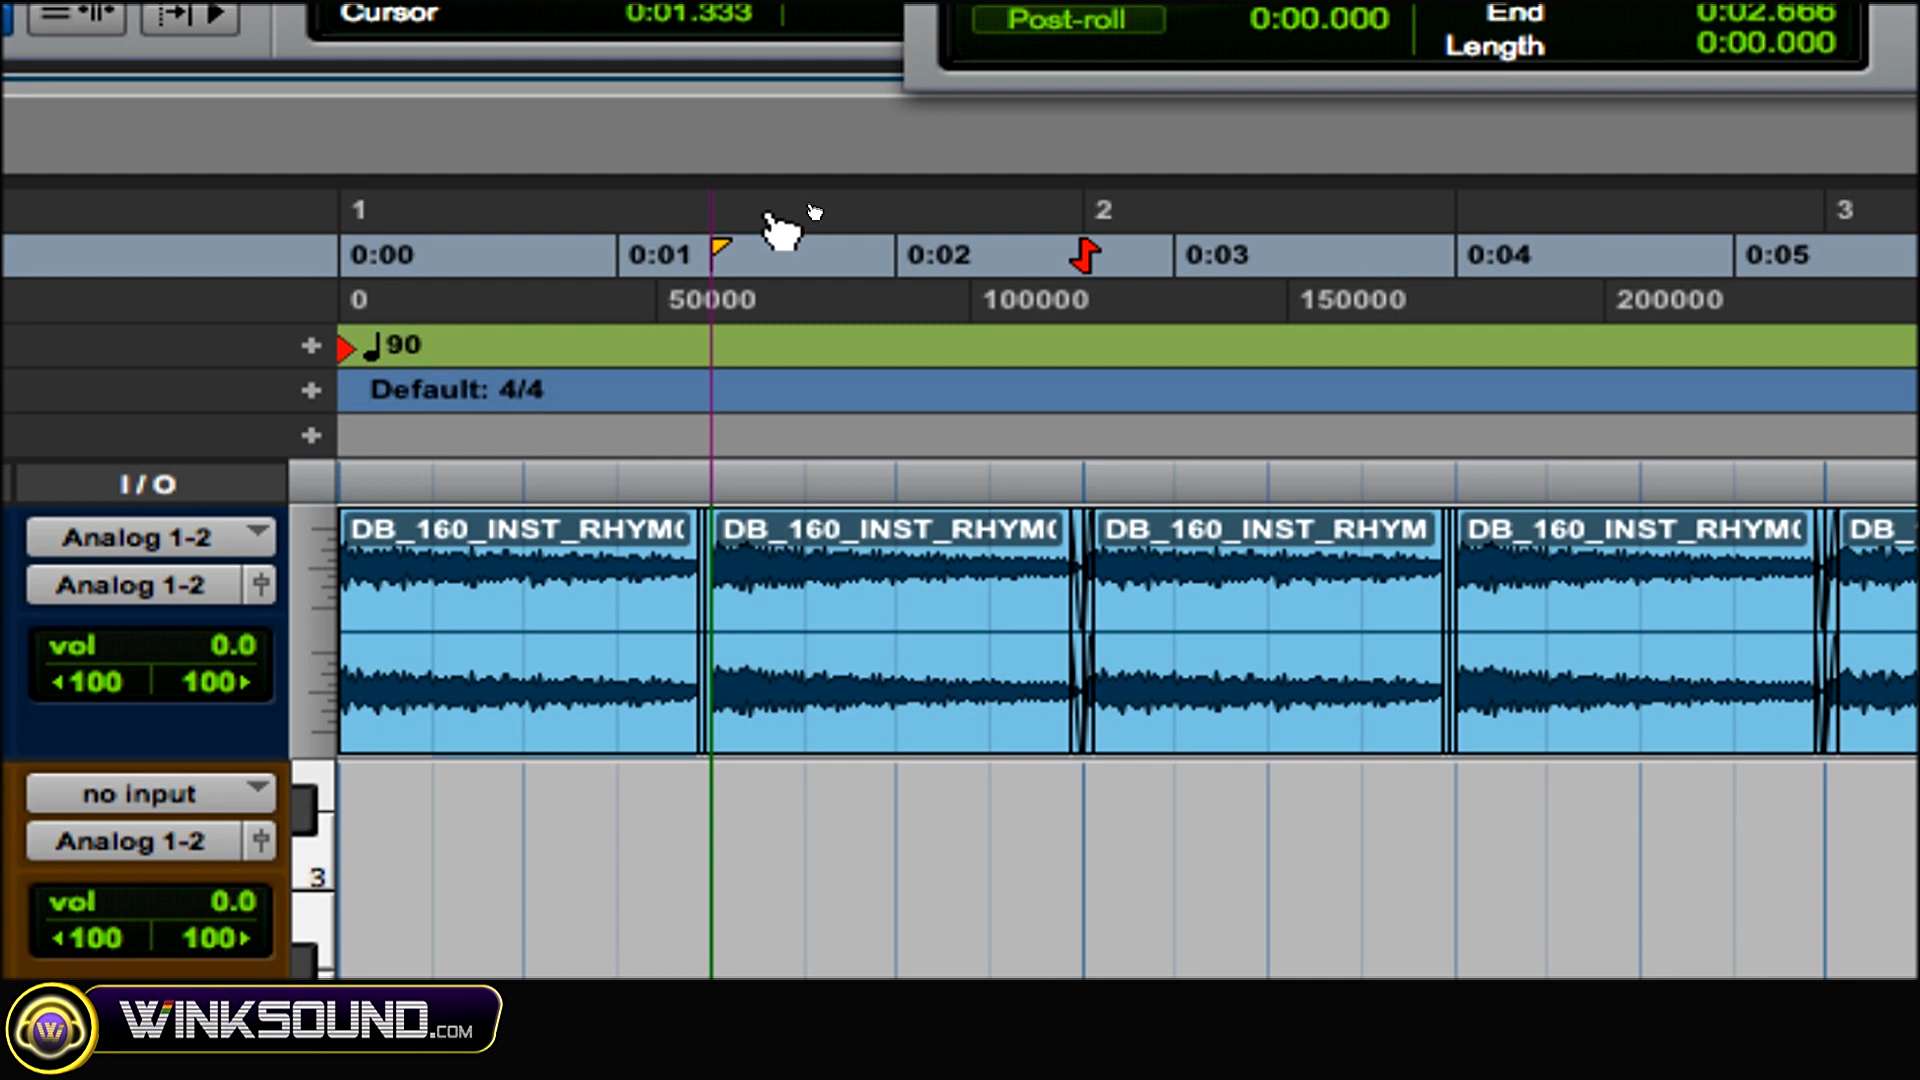 Cursor 0:01.333
Post-roll 0:00.000 End 0:02.666
Length 0:00.000
1 2 3
0:00 0:01 0:02 0:03 0:04 0:05
0 50000 100000 150000 200000
+ ♩90
+ Default: 4/4
+
I / O
Analog 1-2
DB_160_INST_RHYM( DB_160_INST_RHYM( DB_160_INST_RHYM DB_160_INST_RHYM( DB_
Analog 1-2
vol 0.0
100 100
no input
Analog 1-2
3
vol 0.0
100 100
W WINKSOUND.COM